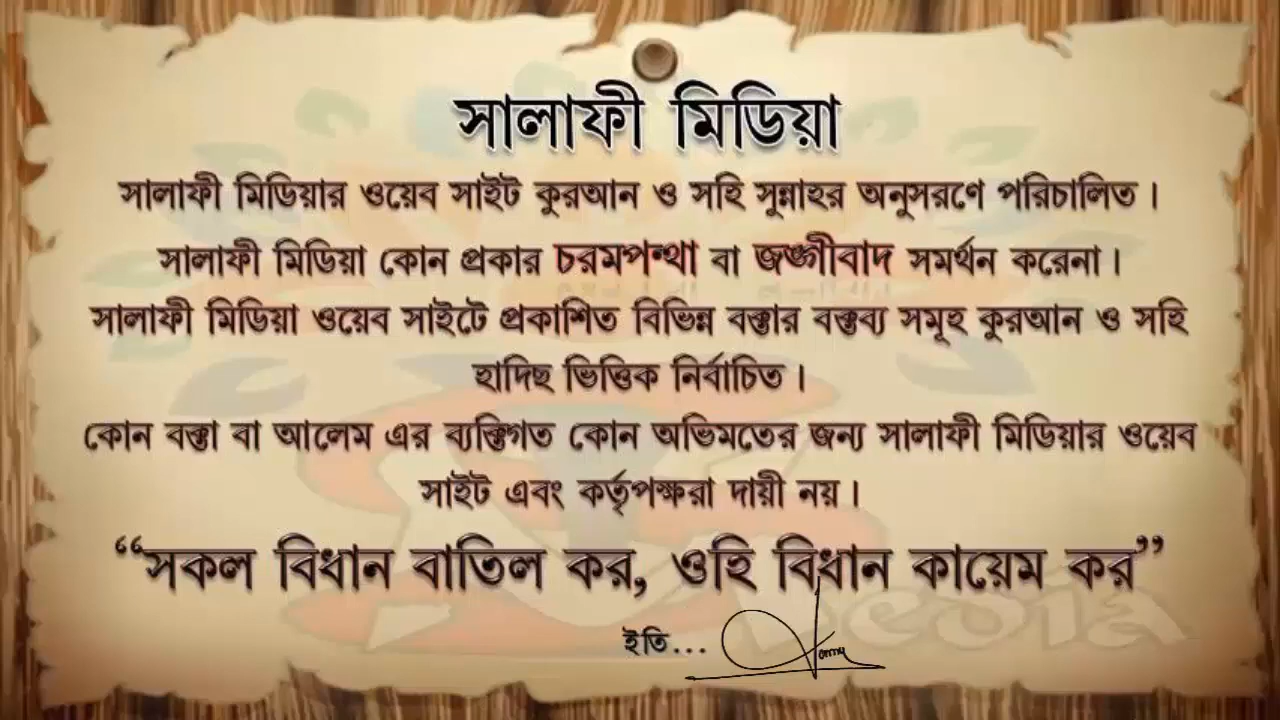 সালাফী মিডিয়া
সালাফী মিডিয়ার ওয়েব সাইট কুরআন ও সহি সুন্নাহর অনুসরণে পরিচালিত।
সালাফী মিডিয়া কোন প্রকার চরমপন্থা বা জঙ্গীবাদ সমর্থন করেনা।
সালাফী মিডিয়া ওয়েব সাইটে প্রকাশিত বিভিন্ন বক্তার বক্তব্য সমূহ কুরআন ও সহি
হাদিছ ভিত্তিক নির্বাচিত।
কোন বক্তা বা আলেম এর ব্যক্তিগত কোন অভিমতের জন্য সালাফী মিডিয়ার ওয়েব
সাইট এবং কর্তৃপক্ষরা দায়ী নয়।
“সকল বিধান বাতিল কর, ওহি বিধান কায়েম কর”
ইতি...